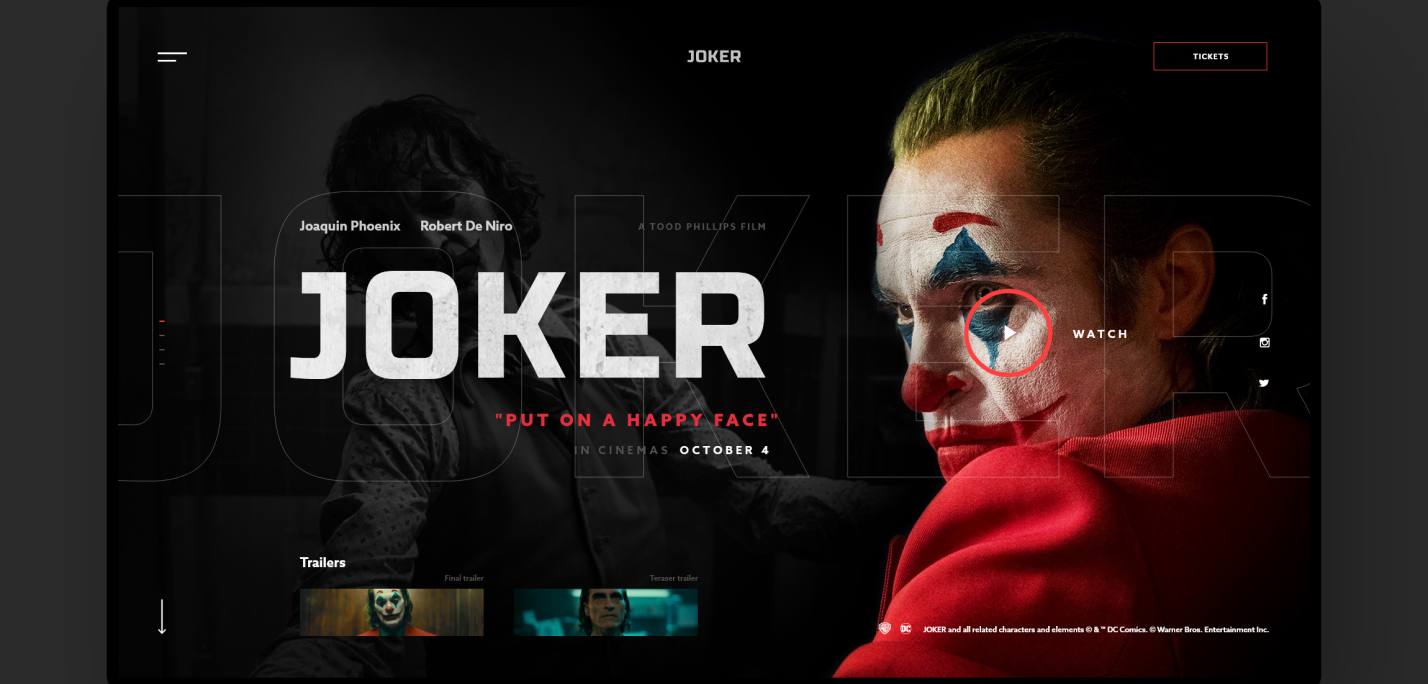 JOKER
TICKETS
Joaquin Phoenix Robert De Niro
A TOOD PHILLIPS FILM
JOKER
JOKER
WATCH
"PUT ON A HAPPY FACE"
IN CINEMAS OCTOBER 4
Trailers
Final trailer
Teraser trailer
JOKER and all related characters and elements © & ™ DC Comics. © Warner Bros. Entertainment Inc.